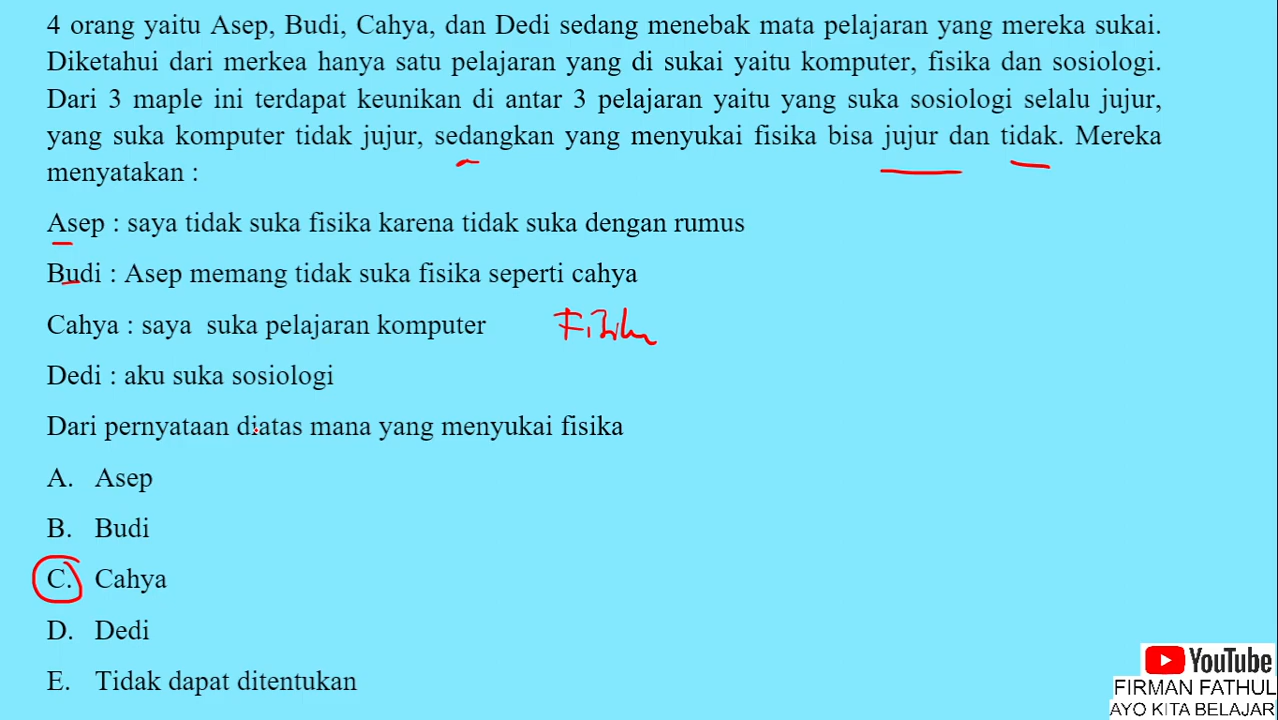 4 orang yaitu Asep, Budi, Cahya, dan Dedi sedang menebak mata pelajaran yang mereka sukai.
Diketahui dari merkea hanya satu pelajaran yang di sukai yaitu komputer, fisika dan sosiologi.
Dari 3 maple ini terdapat keunikan di antar 3 pelajaran yaitu yang suka sosiologi selalu jujur,
yang suka komputer tidak jujur, sedangkan yang menyukai fisika bisa jujur dan tidak. Mereka
menyatakan :
Asep : saya tidak suka fisika karena tidak suka dengan rumus
Budi : Asep memang tidak suka fisika seperti cahya
Cahya : saya suka pelajaran komputer
Dedi : aku suka sosiologi
Dari pernyataan diatas mana yang menyukai fisika
A. Asep
B. Budi
C. Cahya
D. Dedi
E. Tidak dapat ditentukan
YouTube
FIRMAN FATHUL
AYO KITA BELAJAR